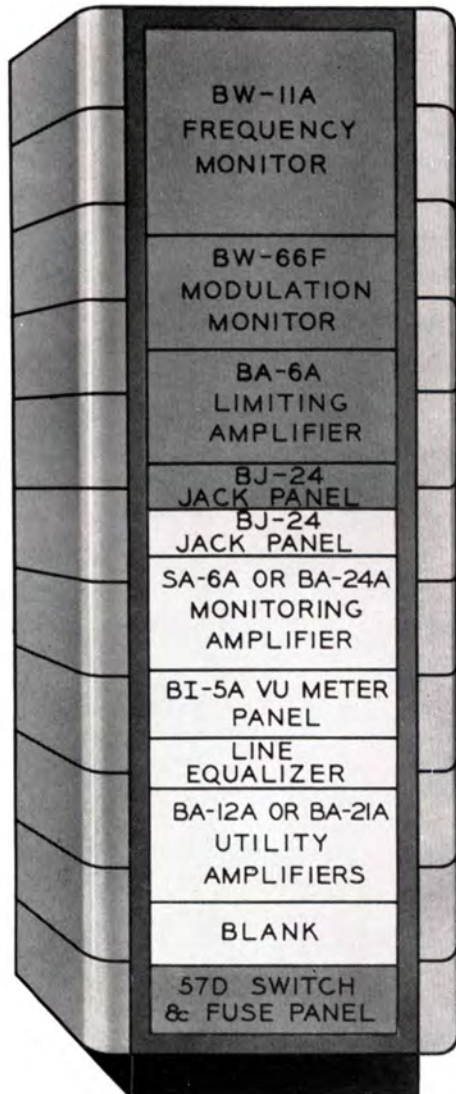 BW-11A
FREQUENCY
MONITOR
BW-66F
MODULATION
MONITOR
BA-6A
LIMITING
AMPLIFIER
BJ-24
JACK PANEL
BJ-24
JACK PANEL
SA-6A OR BA-24A
MONITORING
AMPLIFIER
BI-5A VU METER
PANEL
LINE
EQUALIZER
BA-12A OR BA-21A
UTILITY
AMPLIFIERS
BLANK
57D SWITCH
& FUSE PANEL